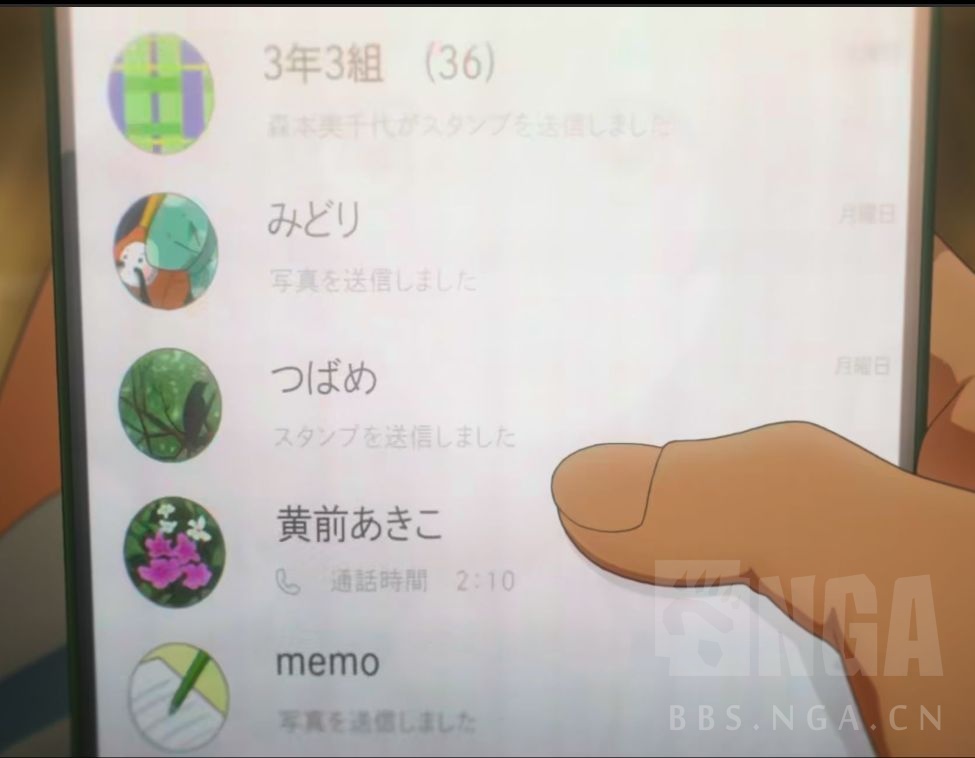 3年3組 (36)
森本美千代がスタンプを送信しました
みどり
月曜日
写真を送信しました
つばめ
月曜日
スタンプを送信しました
黄前あきこ
通話時間 2:10
memo
写真を送信しました
NGA
BBS.NGA.CN